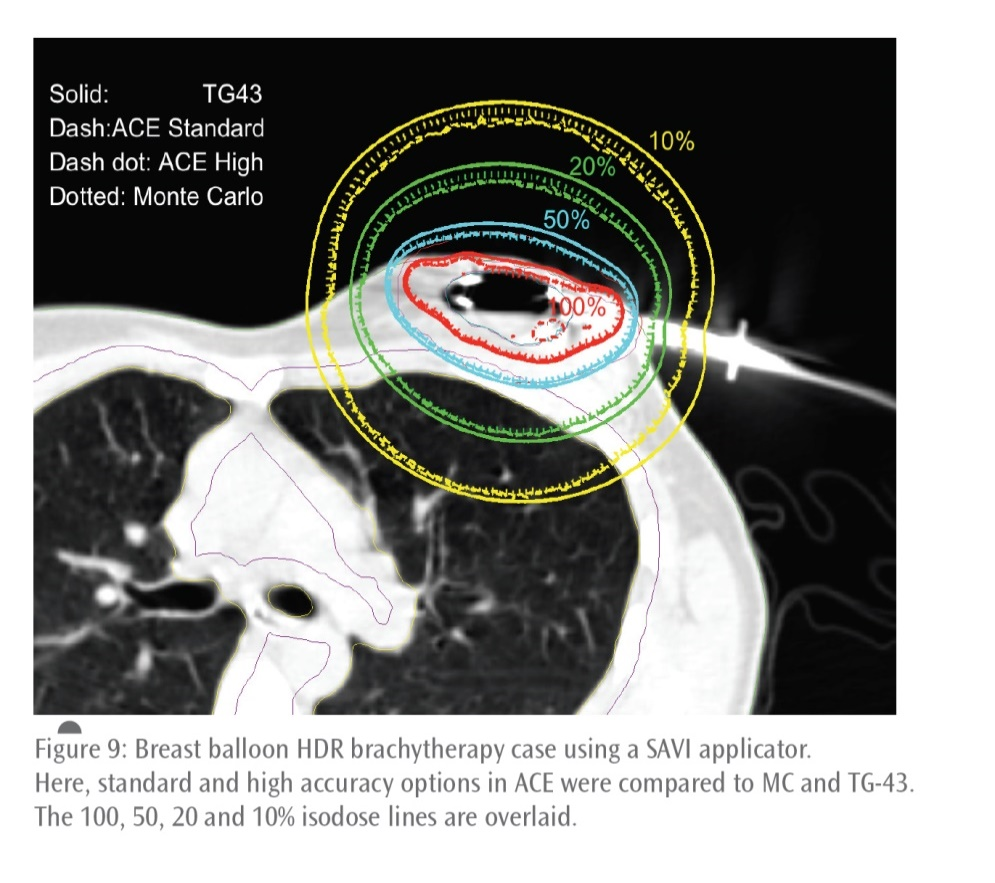 Solid: TG43
Dash:ACE Standard
Dash dot: ACE High
Dotted: Monte Carlo
10%
20%
50%
100%
Figure 9: Breast balloon HDR brachytherapy case using a SAVI applicator.
Here, standard and high accuracy options in ACE were compared to MC and TG-43.
The 100, 50, 20 and 10% isodose lines are overlaid.